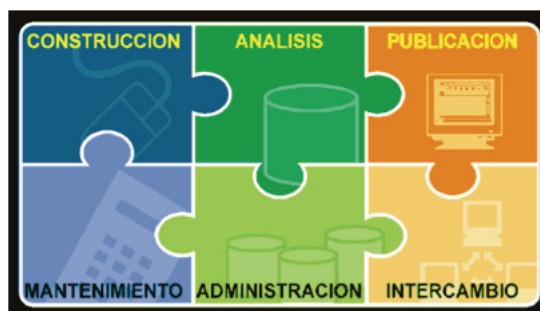 CONSTRUCCION
ANALISIS
PUBLICACION
MANTENIMIENTO
ADMINISTRACION
INTERCAMBIO